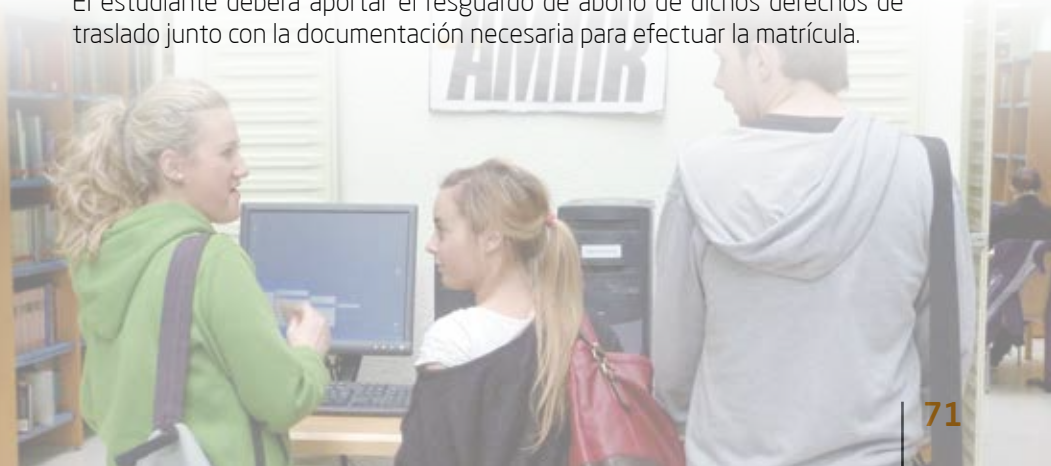 El estudiante deberá aportar el resguardo de abono de dichos derechos de
traslado junto con la documentación necesaria para efectuar la matrícula.
71